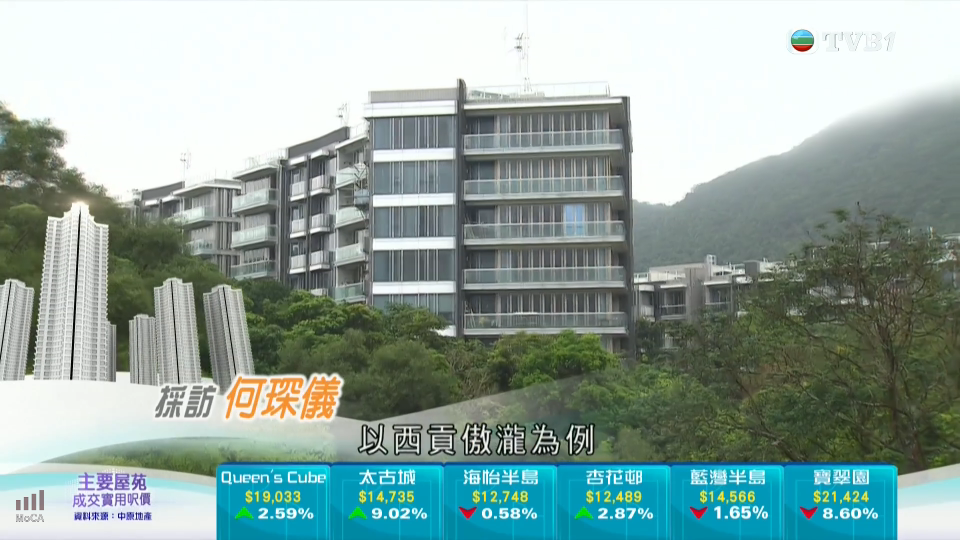 TVB1
採訪 何琛儀
以西貢傲瀧為例
主要屋苑
成交實用呎價
資料來源：中原地產
MoCA
Queen's Cube
$19,033
2.59%
太古城
$14,735
9.02%
海怡半島
$12,748
0.58%
杏花邨
$12,489
2.87%
藍灣半島
$14,566
1.65%
寶翠園
$21,424
8.60%